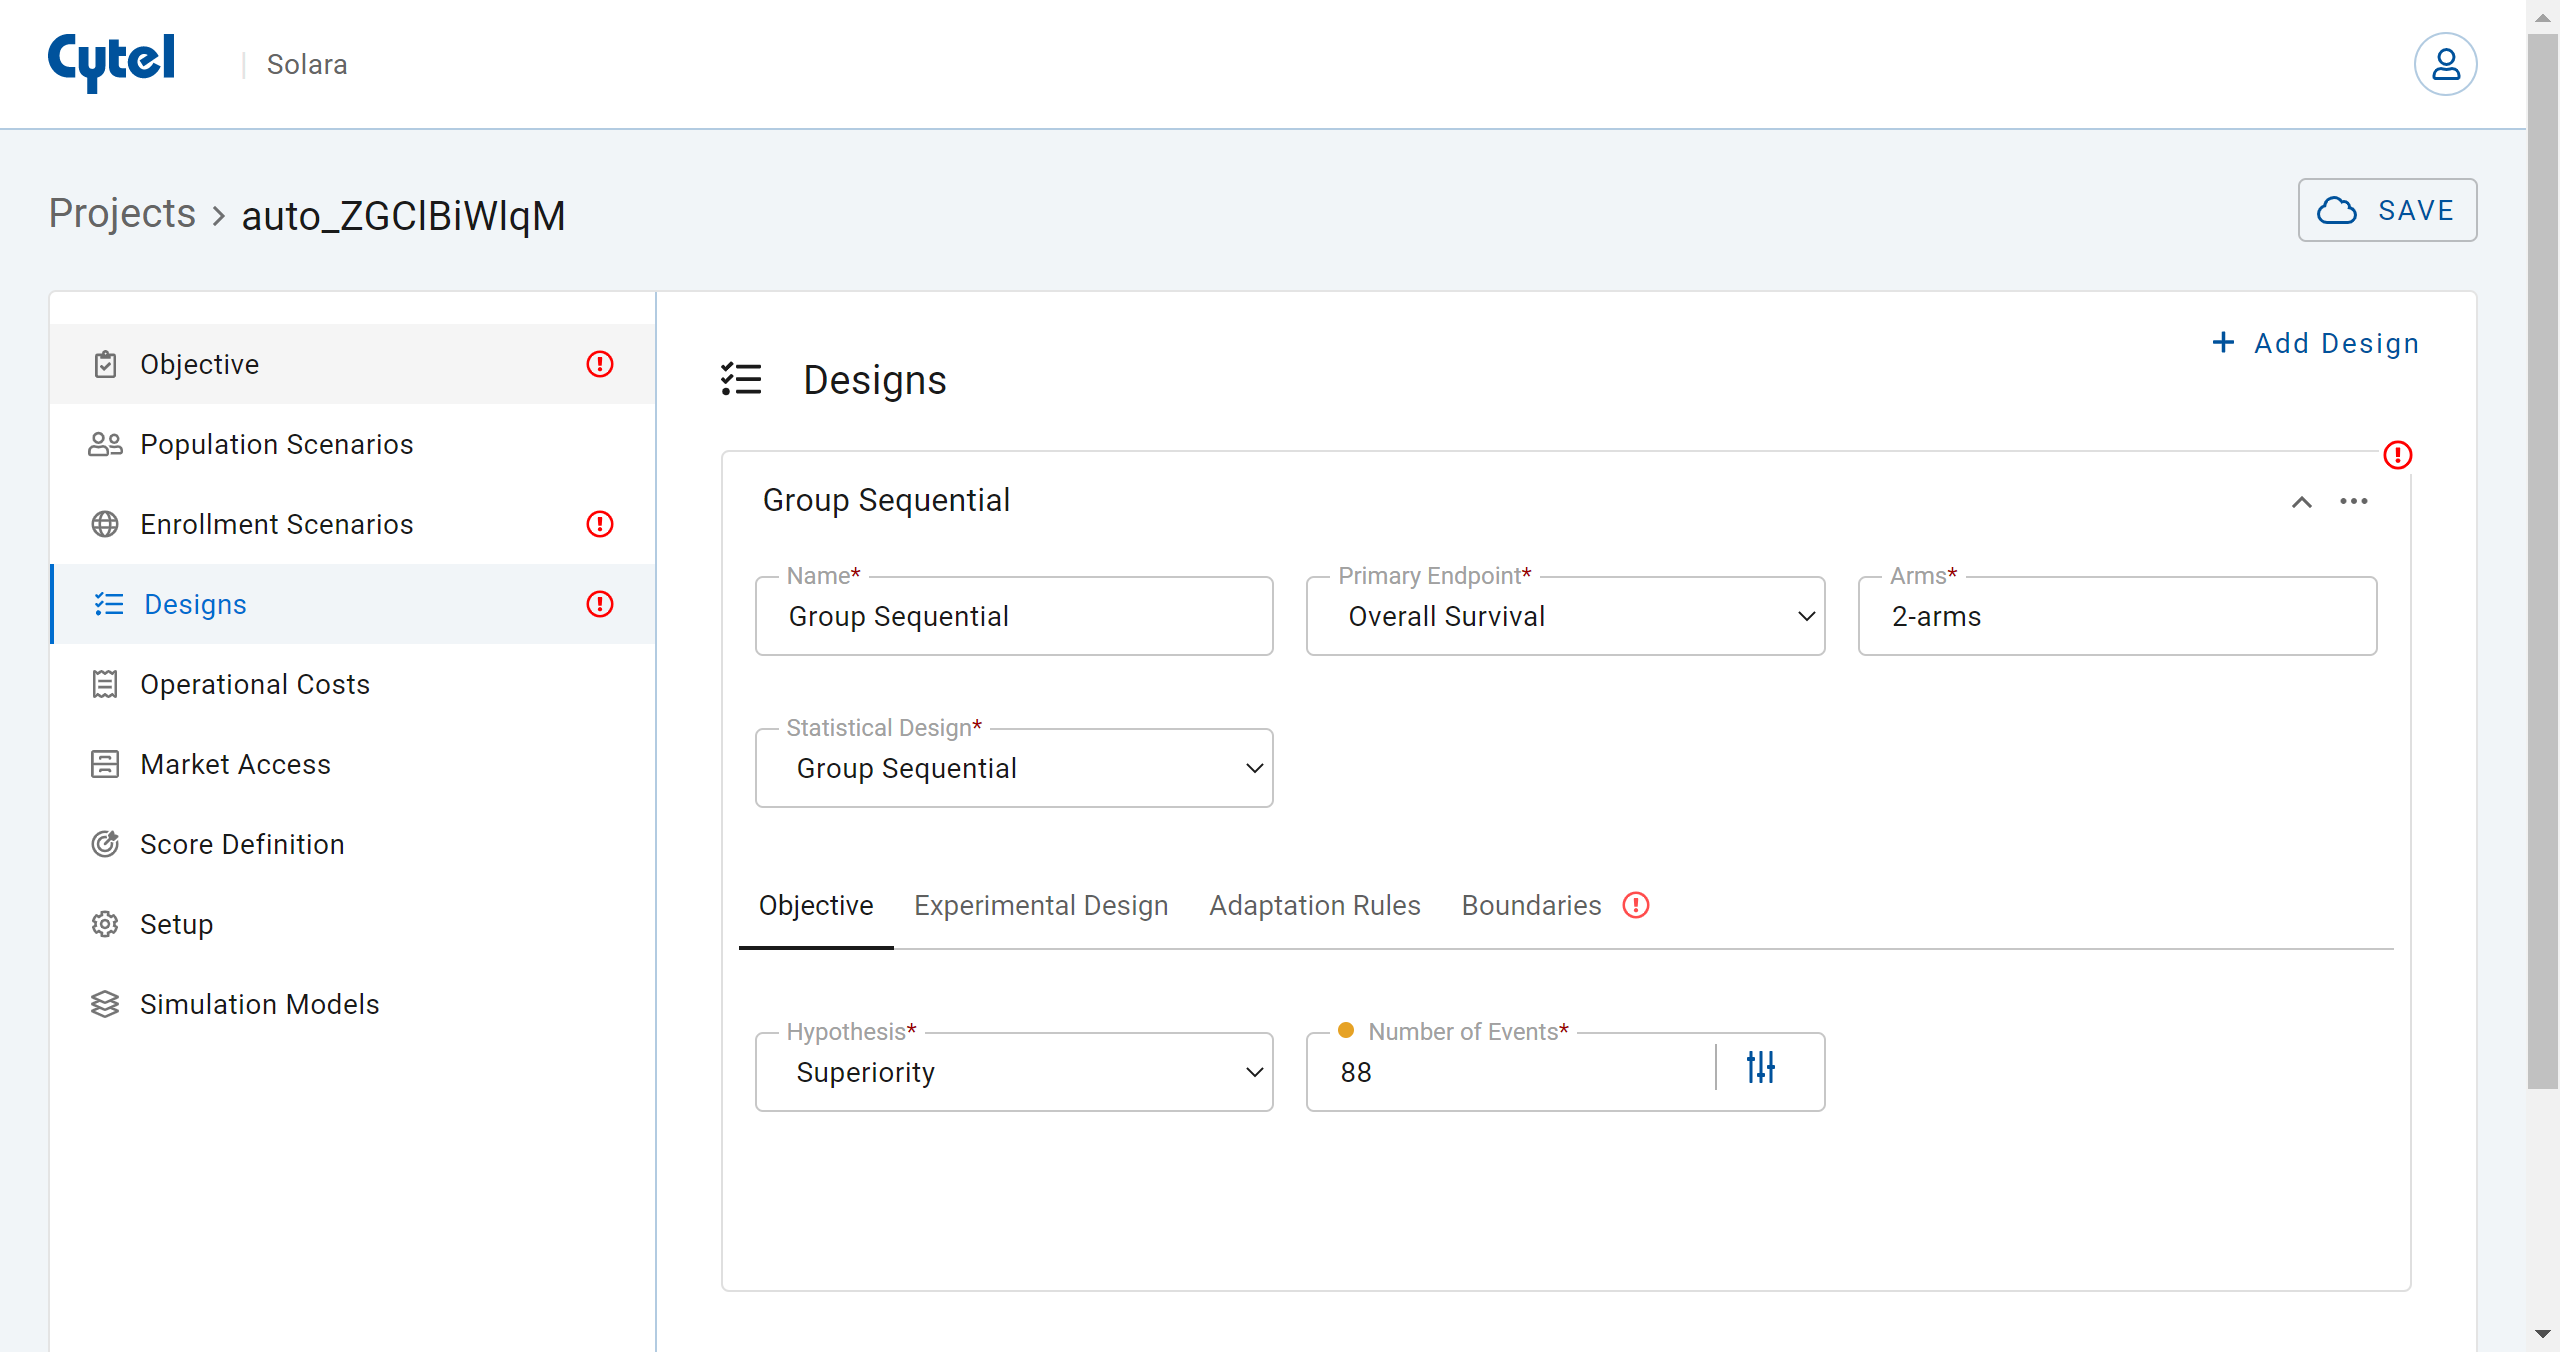 Cytel | Solara
Projects > auto_ZGClBiWlqM
SAVE
Objective
Population Scenarios
Enrollment Scenarios
Designs
Operational Costs
Market Access
Score Definition
Setup
Simulation Models
+ Add Design
Designs
Group Sequential
Name* Primary Endpoint* Arms*
Group Sequential Overall Survival 2-arms
Statistical Design*
Group Sequential
Objective Experimental Design Adaptation Rules Boundaries
Hypothesis* Number of Events*
Superiority 88